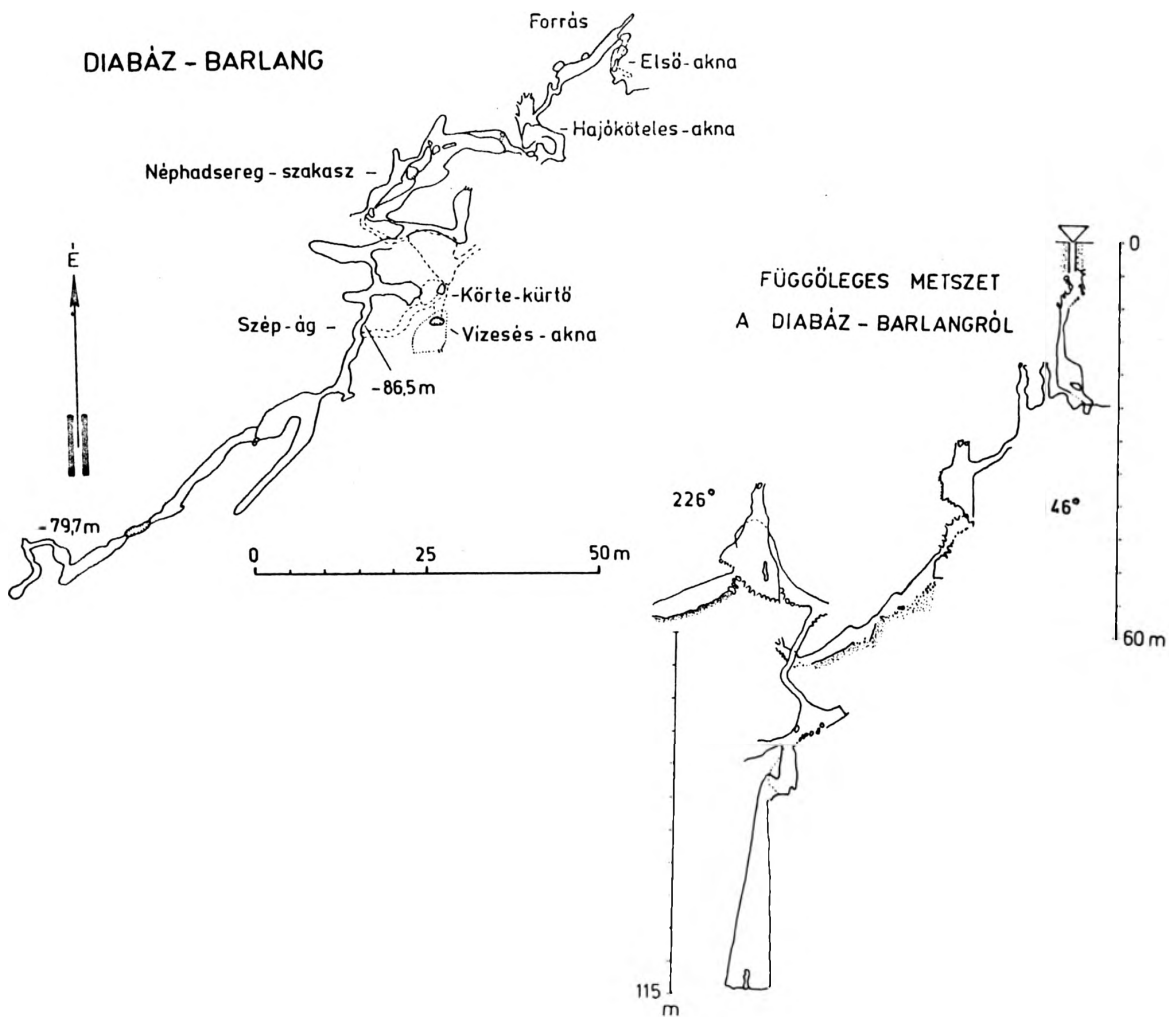 DIABÁZ - BARLANG
Forrás
Első-akna
Hajóköteles-akna
Néphadsereg-szakasz
É
Körte-kürtő
Szép-ág
Vizesés-akna
-86,5 m
-79,7m
0 25 50 m
FÜGGŐLEGES METSZET
A DIABÁZ - BARLANGRÓL
0
226°
46°
60 m
115
m